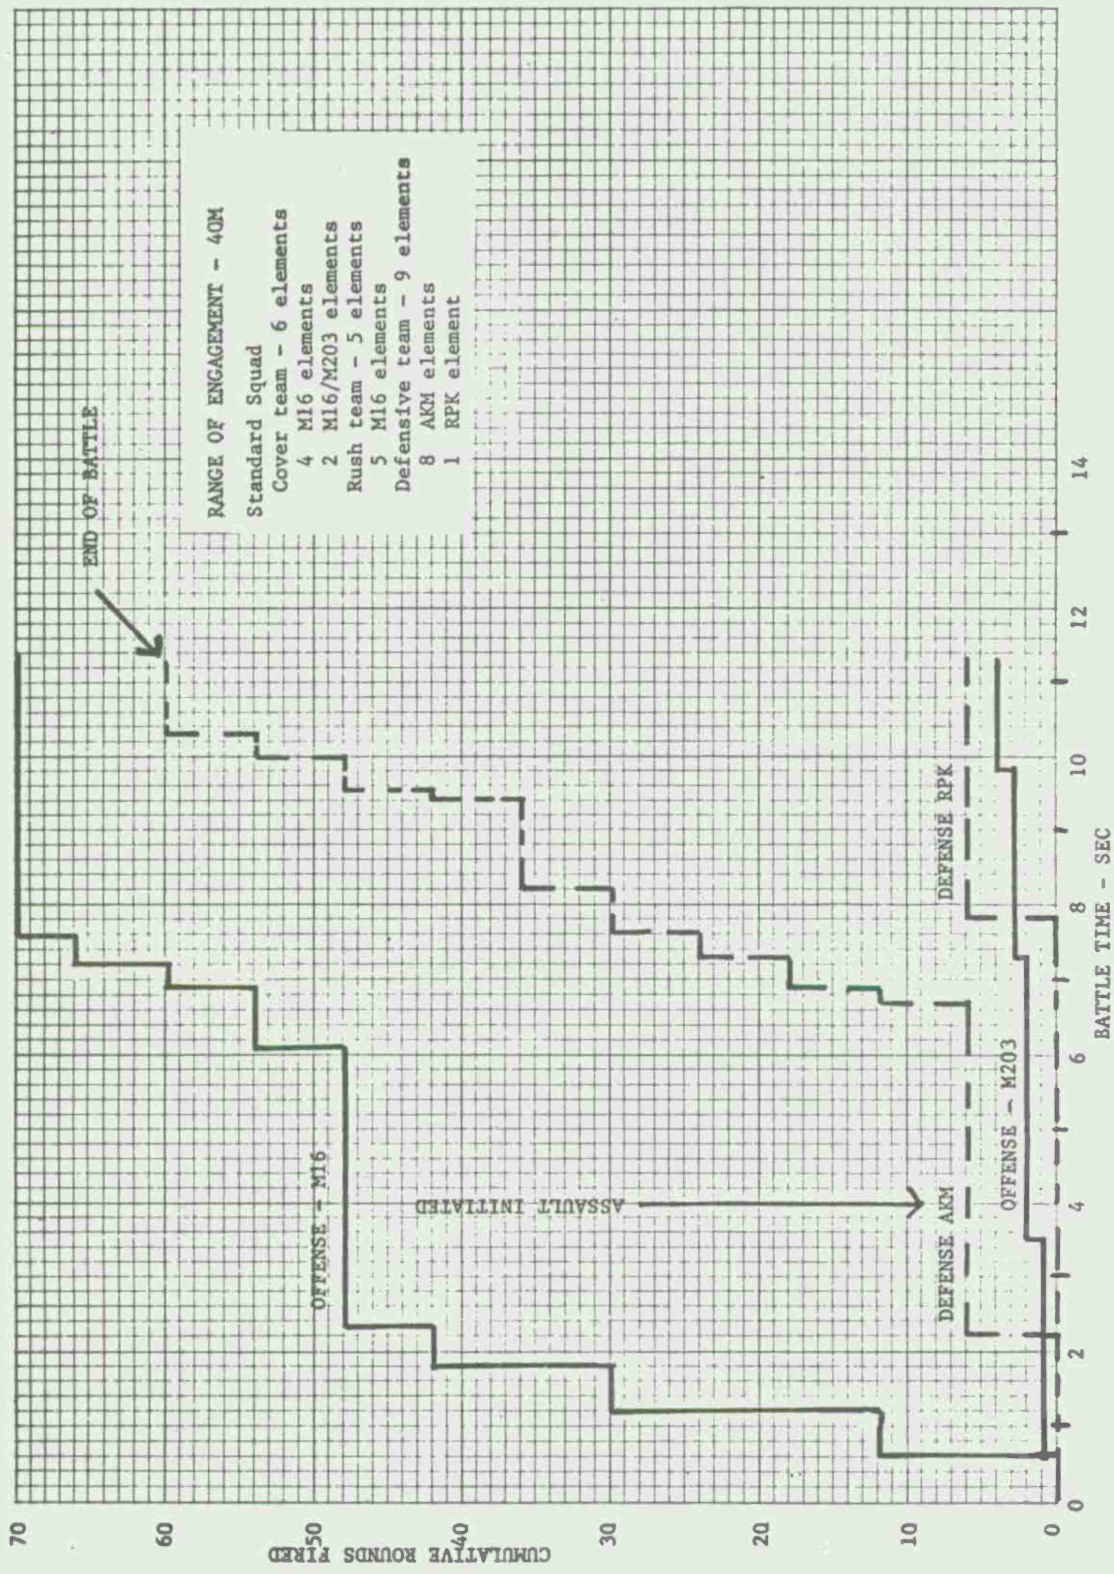 70
60
50
40
30
20
10
0
CUMULATIVE ROUNDS FIRED
END OF BATTLE
RANGE OF ENGAGEMENT - 40M
Standard Squad
Cover team - 6 elements
4 M16 elements
2 M16/M203 elements
Rush team - 5 elements
5 M16 elements
Defensive team - 9 elements
8 AKM elements
1 RPK element
OFFENSE - M16
ASSAULT INITIATED
DEFENSE AKM
DEFENSE RPK
OFFENSE - M203
0 2 4 6 8 10 12 14
BATTLE TIME - SEC